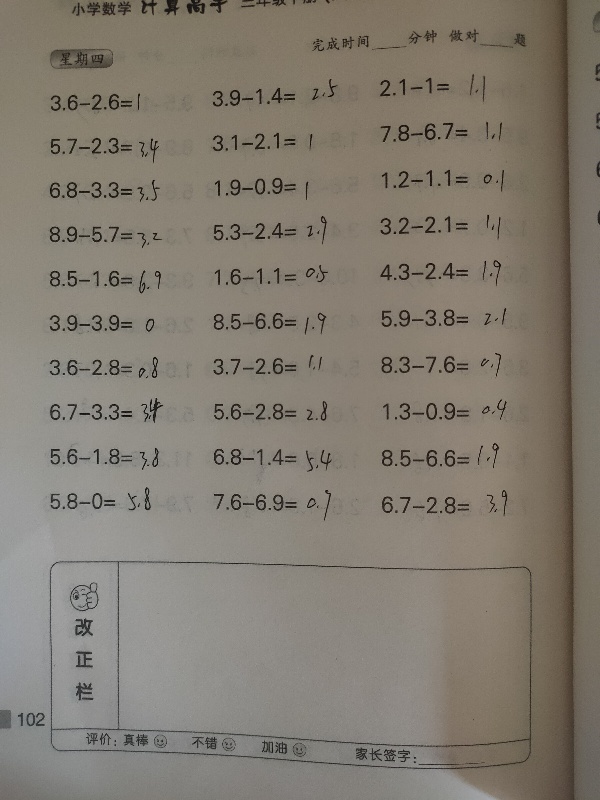 小学数学 计算高手 三年级下册
完成时间____分钟 做对____题
星期四
3.6−2.6=1 3.9−1.4= 2.5 2.1−1= 1.1
5.7−2.3=3.4 3.1−2.1= 1 7.8−6.7= 1.1
6.8−3.3=3.5 1.9−0.9= 1 1.2−1.1= 0.1
8.9−5.7=3.2 5.3−2.4= 2.9 3.2−2.1= 1.1
8.5−1.6=6.9 1.6−1.1= 0.5 4.3−2.4= 1.9
3.9−3.9= 0 8.5−6.6= 1.9 5.9−3.8= 2.1
3.6−2.8=0.8 3.7−2.6= 1.1 8.3−7.6= 0.7
6.7−3.3= 3.4 5.6−2.8= 2.8 1.3−0.9= 0.4
5.6−1.8= 3.8 6.8−1.4= 5.4 8.5−6.6= 1.9
5.8−0= 5.8 7.6−6.9= 0.7 6.7−2.8= 3.9
改正栏
102
评价: 真棒 不错 加油 家长签字:________